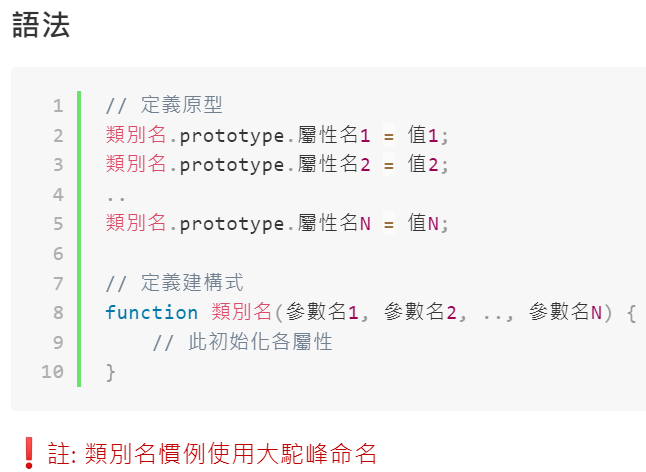 語法
1 // 定義原型
2 類別名.prototype.屬性名1 = 值1;
3 類別名.prototype.屬性名2 = 值2;
4 ..
5 類別名.prototype.屬性名N = 值N;
6
7 // 定義建構式
8 function 類別名(參數名1, 參數名2, .., 參數名N) {
9 // 此初始化各屬性
10 }
❗註: 類別名慣例使用大駝峰命名